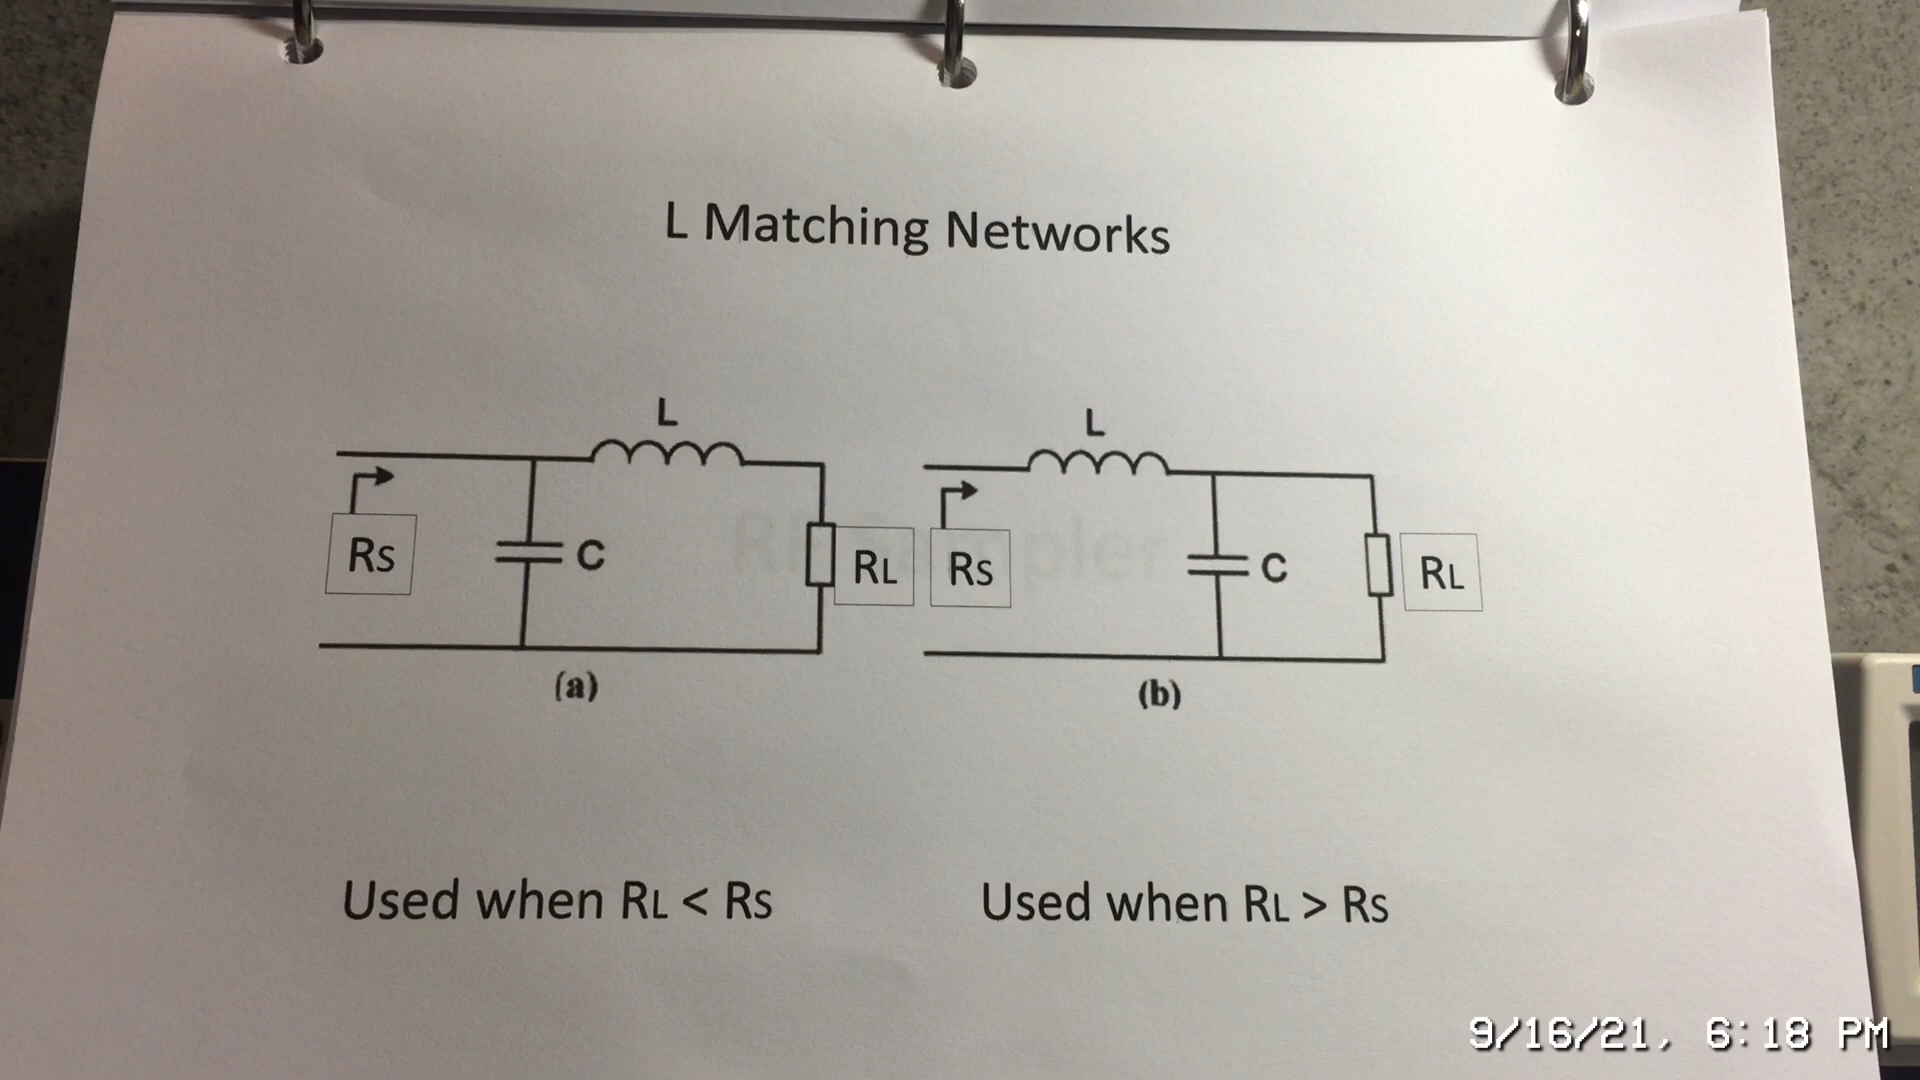 L Matching Networks
L
L
Rs
C
RL
Rs
C
RL
(a)
(b)
Used when RL < Rs
Used when RL > Rs
9/16/21, 6:18 PM